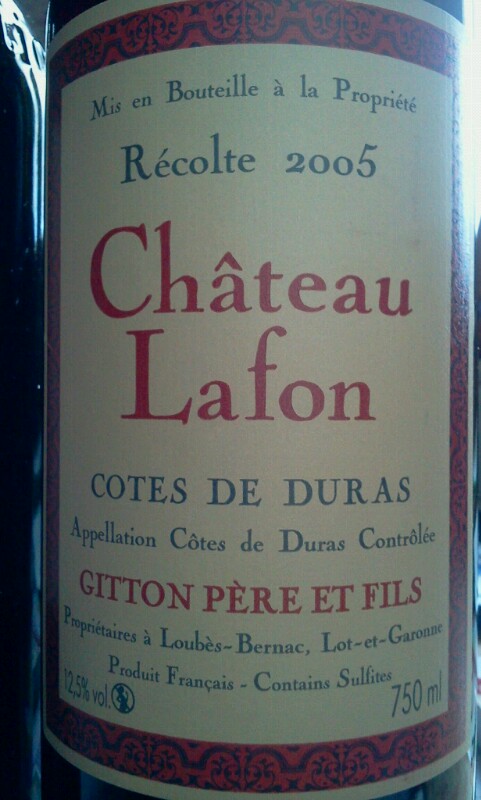 Mis en Bouteille à la Propriété
Récolte 2005
Château
Lafon
COTES DE DURAS
Appellation Côtes de Duras Contrôlée
GITTON PÈRE ET FILS
Propriétaires à Loubès-Bernac, Lot-et-Garonne
Produit Français - Contains Sulfites
12,5% vol.
750 ml